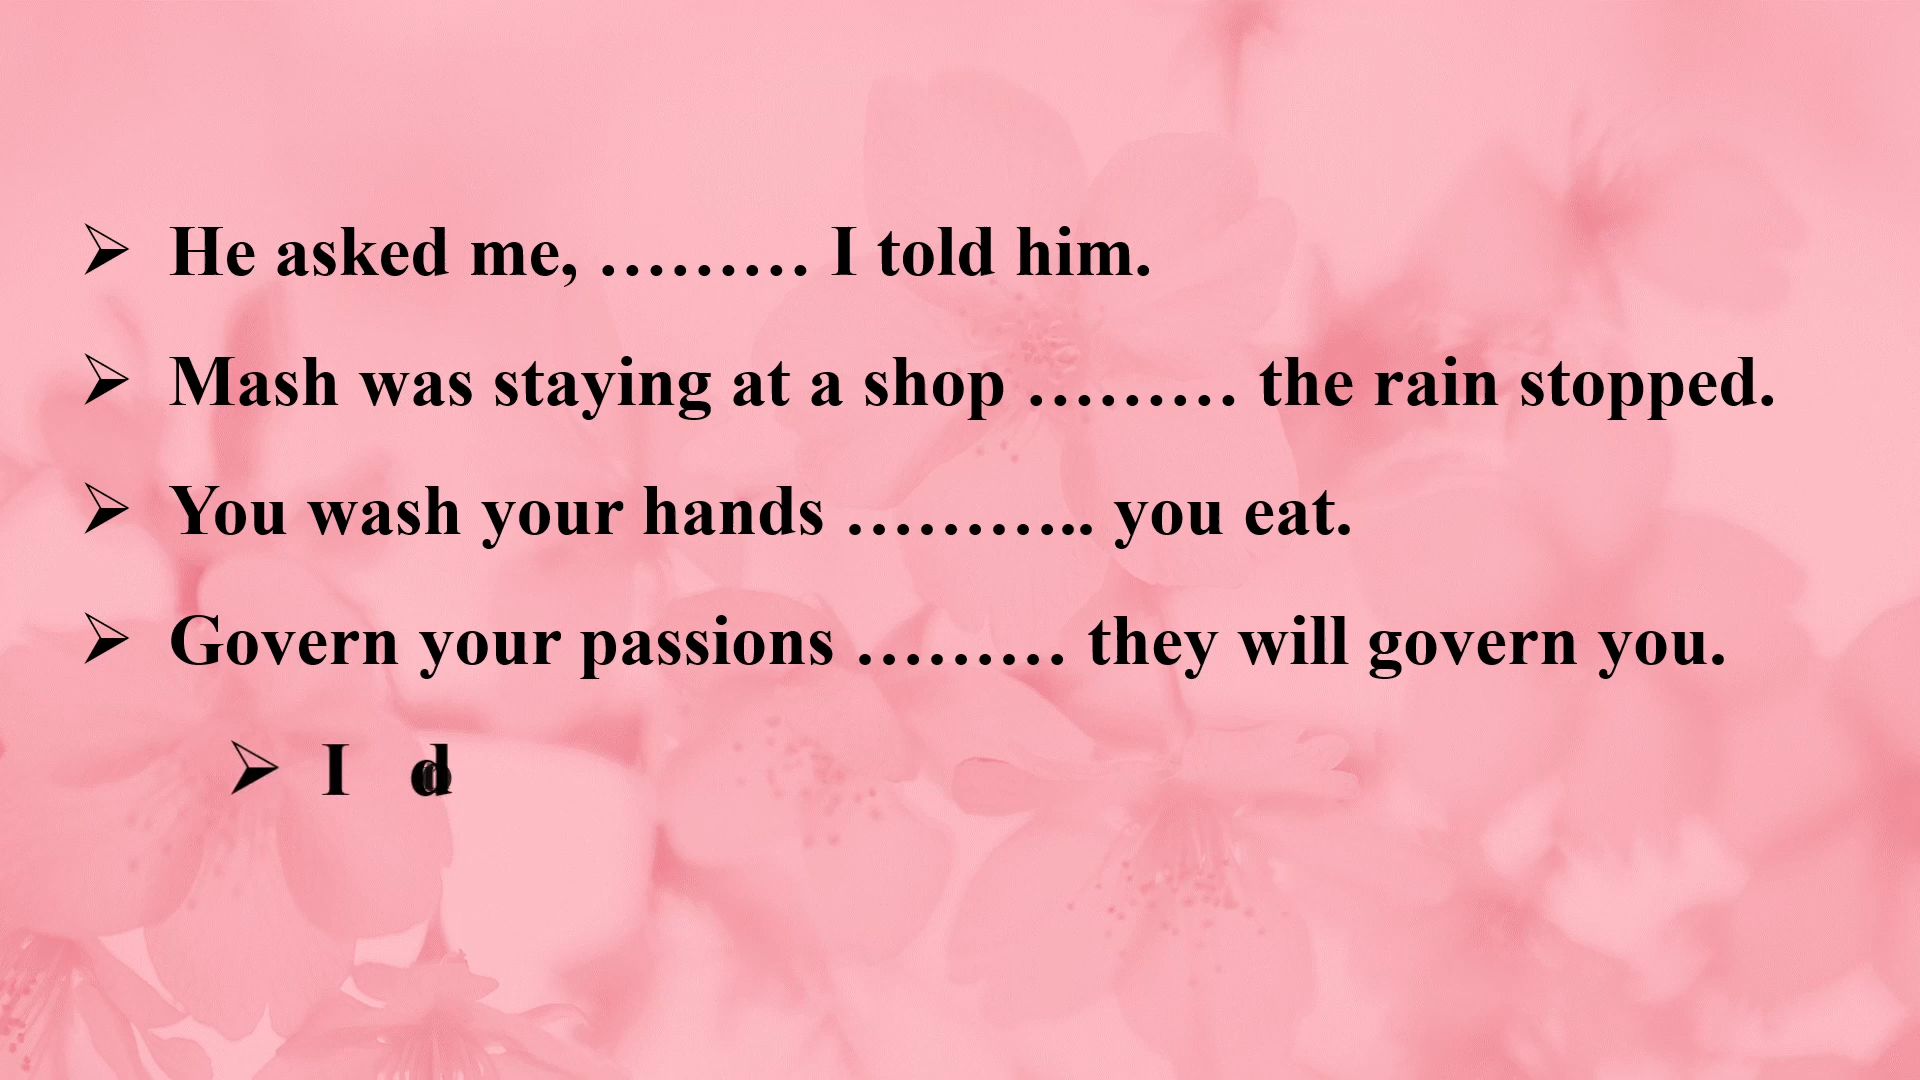 ➢ He asked me, ……… I told him.
➢ Mash was staying at a shop ……… the rain stopped.
➢ You wash your hands ……….. you eat.
➢ Govern your passions ……… they will govern you.
➢ I